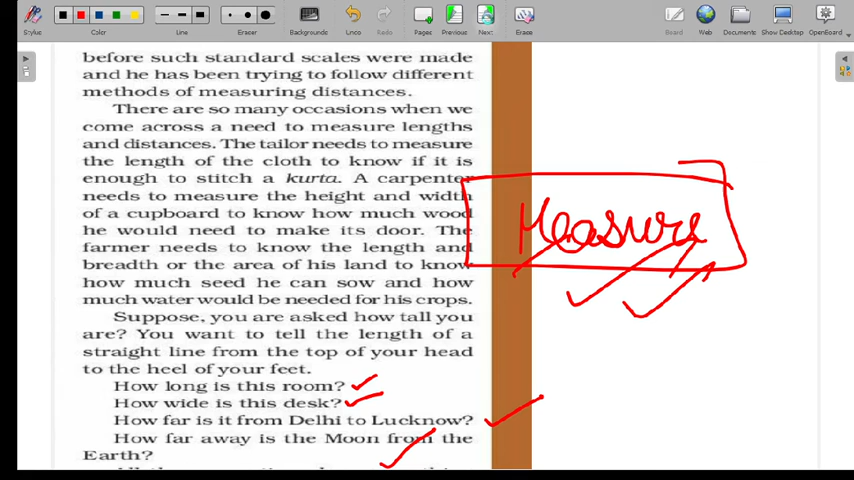 Stylus
Color
Line
Eraser
Backgrounds
Undo
Pages
Previous
Next
Erase
Board
Web
Documents
Show Desktop
OpenBoard
before such standard scales were made
and he has been trying to follow different
methods of measuring distances.
There are so many occasions when we
come across a need to measure lengths
and distances. The tailor needs to measure
the length of the cloth to know if it is
enough to stitch a kurta. A carpenter
needs to measure the height and width
of a cupboard to know how much wood
he would need to make its door. The
farmer needs to know the length and
breadth or the area of his land to know
how much seed he can sow and how
much water would be needed for his crops.
Suppose, you are asked how tall you
are? You want to tell the length of a
straight line from the top of your head
to the heel of your feet.
How long is this room?
How wide is this desk?
How far is it from Delhi to Lucknow?
How far away is the Moon from the
Earth?
Measure